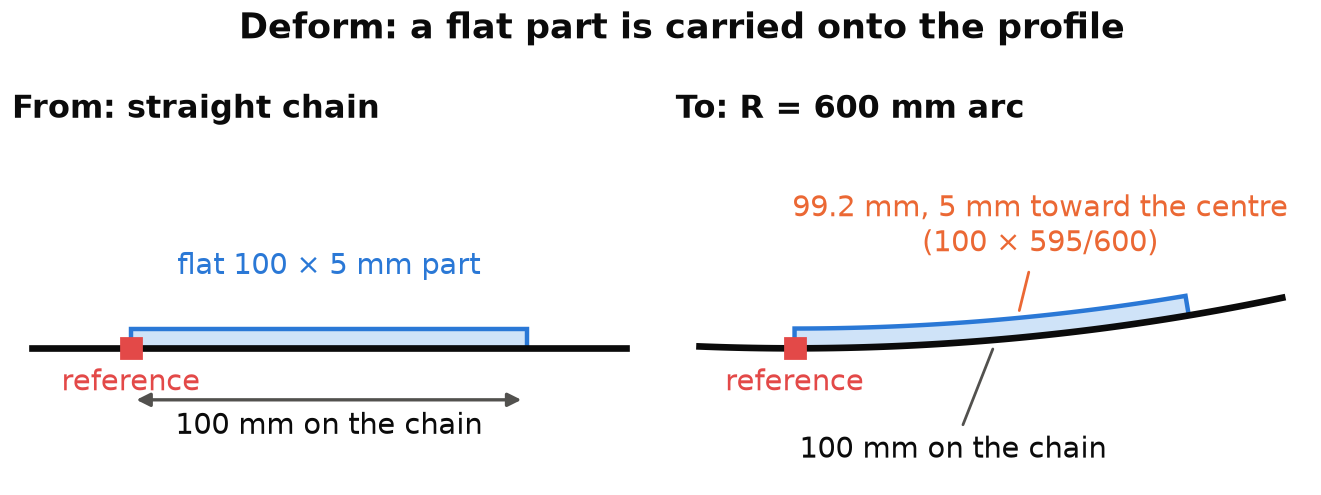 Deform: a flat part is carried onto the profile
From: straight chain
To: R = 600 mm arc
flat 100 × 5 mm part
reference
100 mm on the chain
99.2 mm, 5 mm toward the centre
(100 × 595/600)
reference
100 mm on the chain